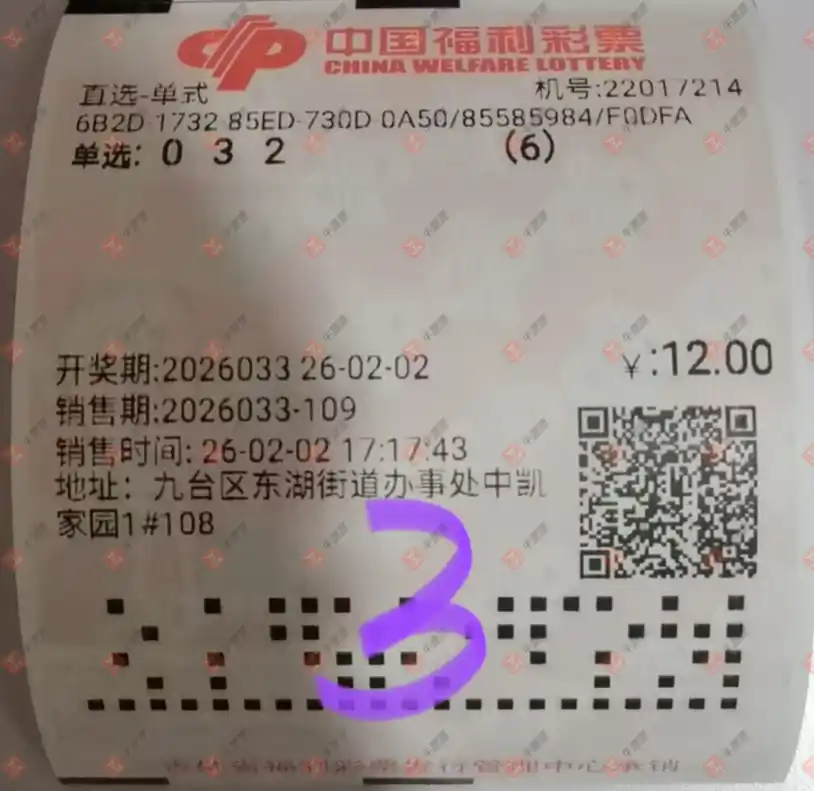 中国福利彩票
CHINA WELFARE LOTTERY
直选-单式 机号:22017214
6B2D-1732-85ED-730D-0A50/85585984/F0DFA
单选: 0 3 2 (6)
开奖期:2026033 26-02-02 ¥:12.00
销售期:2026033-109
销售时间: 26-02-02 17:17:43
地址: 九台区东湖街道办事处中凯
家园1#108
3